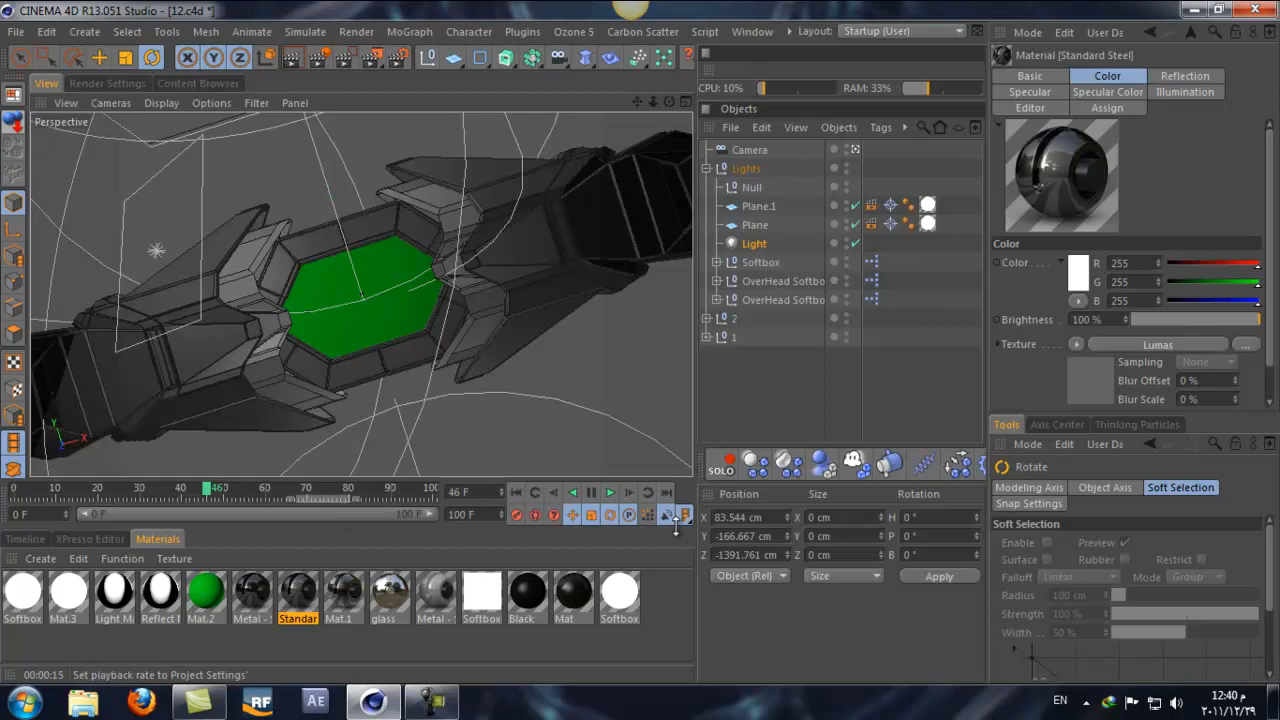 CINEMA 4D R13.051 Studio - [12.c4d *]
File Edit Create Select Tools Mesh Animate Simulate Render MoGraph Character Plugins Ozone 5 Carbon Scatter Script Window Layout: Startup (User)
View Render Settings Content Browser
View Cameras Display Options Filter Panel
Perspective
Y
X
Z
CPU: 10% RAM: 33%
Objects
File Edit View Objects Tags
Camera
Lights
Null
Plane.1
Plane
Light
Softbox
OverHead Softbo
OverHead Softbo
2
1
Mode Edit User Da
Material [Standard Steel]
Basic Color Reflection
Specular Specular Color Illumination
Editor Assign
Color
Color . . . . R 255
G 255
B 255
Brightness 100 %
Texture Lumas ...
Sampling None
Blur Offset 0 %
Blur Scale 0 %
Tools Axis Center Thinking Particles
Mode Edit User Da
Rotate
Modeling Axis Object Axis Soft Selection
Snap Settings
Soft Selection
Enable Preview
Surface Rubber Restrict
Falloff Linear Mode Group
Radius 100 cm
Strength 100 %
Width 50 %
SOLO
0 10 20 30 40 46 60 70 80 90 100 46 F
0 F 0 F 100 F 100 F
Timeline XPresso Editor Materials
Create Edit Function Texture
Softbox Mat.3 Light Ma Reflect M Mat.2 Metal - Standar Mat.1 glass Metal - Softbox Black Mat Softbox
Position Size Rotation
X 83.544 cm X 0 cm H 0 °
Y -166.667 cm Y 0 cm P 0 °
Z -1391.761 cm Z 0 cm B 0 °
Object (Rel) Size Apply
00:00:15 Set playback rate to Project Settings'
RF Ae EN 12:40 م
٢٠١١/١٢/٢٩